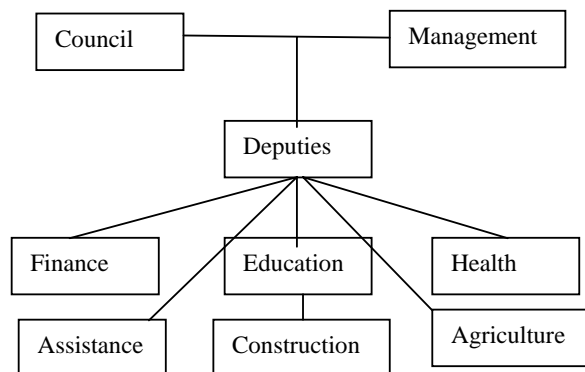 Council
Management
Deputies
Finance
Education
Health
Assistance
Construction
Agriculture